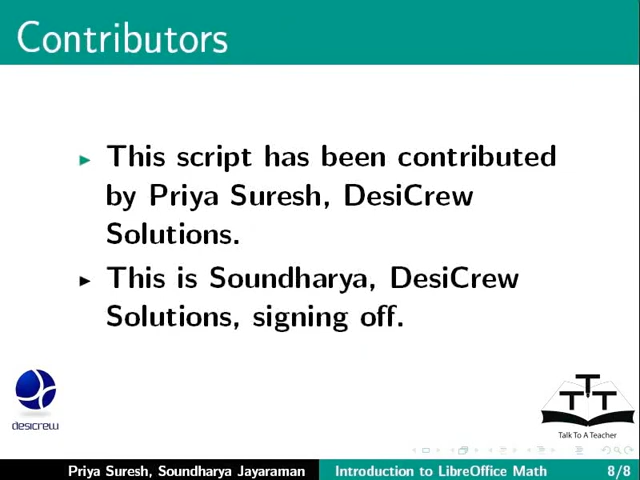 Contributors
This script has been contributed
by Priya Suresh, DesiCrew
Solutions.
This is Soundharya, DesiCrew
Solutions, signing off.
desicrew
TTT
Talk To A Teacher
Priya Suresh, Soundharya Jayaraman
Introduction to LibreOffice Math
8/8